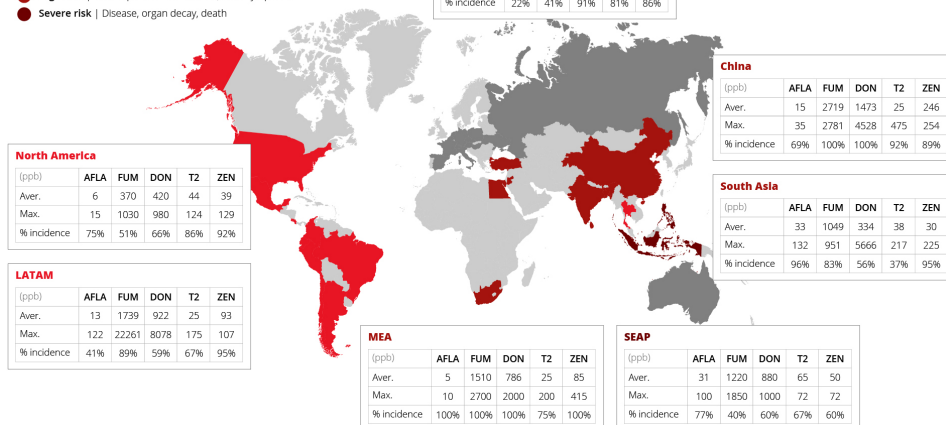 % incidence 22% 41% 91% 81% 86%
Severe risk | Disease, organ decay, death
China
(ppb) AFLA FUM DON T2 ZEN
Aver. 15 2719 1473 25 246
Max. 35 2781 4528 475 254
% incidence 69% 100% 100% 92% 89%
North America
(ppb) AFLA FUM DON T2 ZEN
Aver. 6 370 420 44 39
Max. 15 1030 980 124 129
% incidence 75% 51% 66% 86% 92%
South Asia
(ppb) AFLA FUM DON T2 ZEN
Aver. 33 1049 334 38 30
Max. 132 951 5666 217 225
% incidence 96% 83% 56% 37% 95%
LATAM
(ppb) AFLA FUM DON T2 ZEN
Aver. 13 1739 922 25 93
Max. 122 22261 8078 175 107
% incidence 41% 89% 59% 67% 95%
MEA
(ppb) AFLA FUM DON T2 ZEN
Aver. 5 1510 786 25 85
Max. 10 2700 2000 200 415
% incidence 100% 100% 100% 75% 100%
SEAP
(ppb) AFLA FUM DON T2 ZEN
Aver. 31 1220 880 65 50
Max. 100 1850 1000 72 72
% incidence 77% 40% 60% 67% 60%